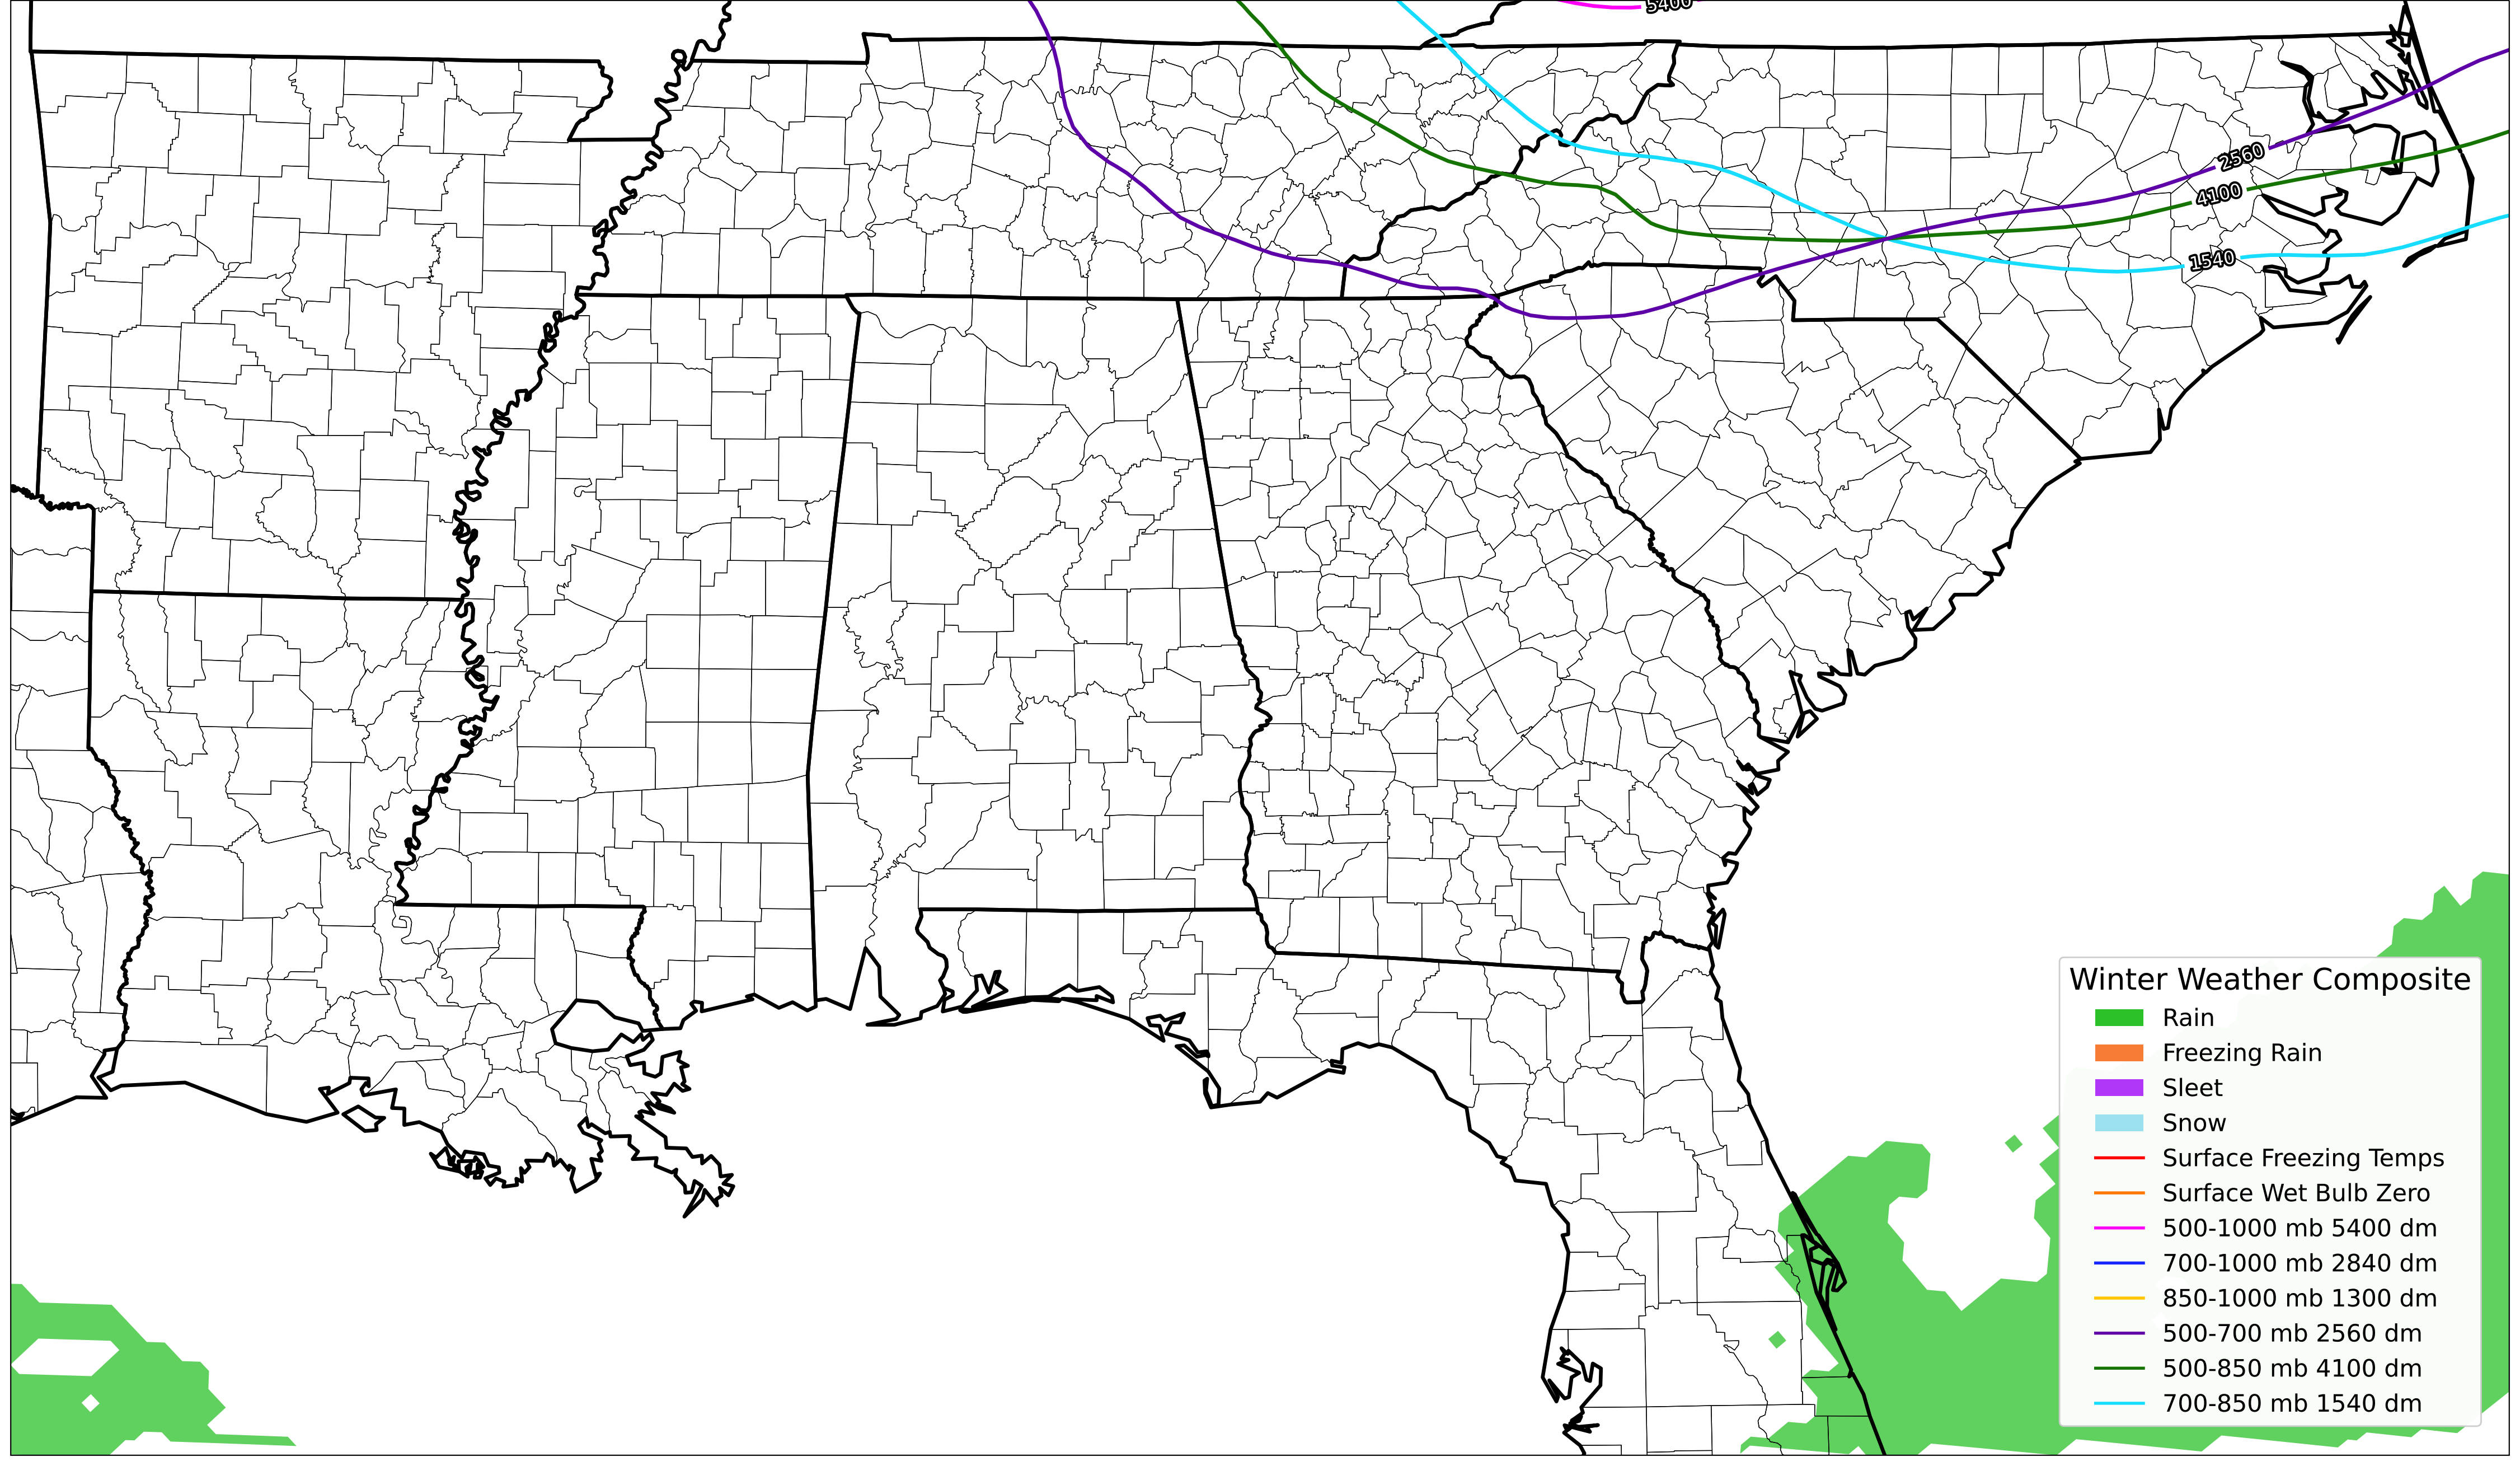 5400
2560
4100
1540
Winter Weather Composite
Rain
Freezing Rain
Sleet
Snow
Surface Freezing Temps
Surface Wet Bulb Zero
500-1000 mb 5400 dm
700-1000 mb 2840 dm
850-1000 mb 1300 dm
500-700 mb 2560 dm
500-850 mb 4100 dm
700-850 mb 1540 dm